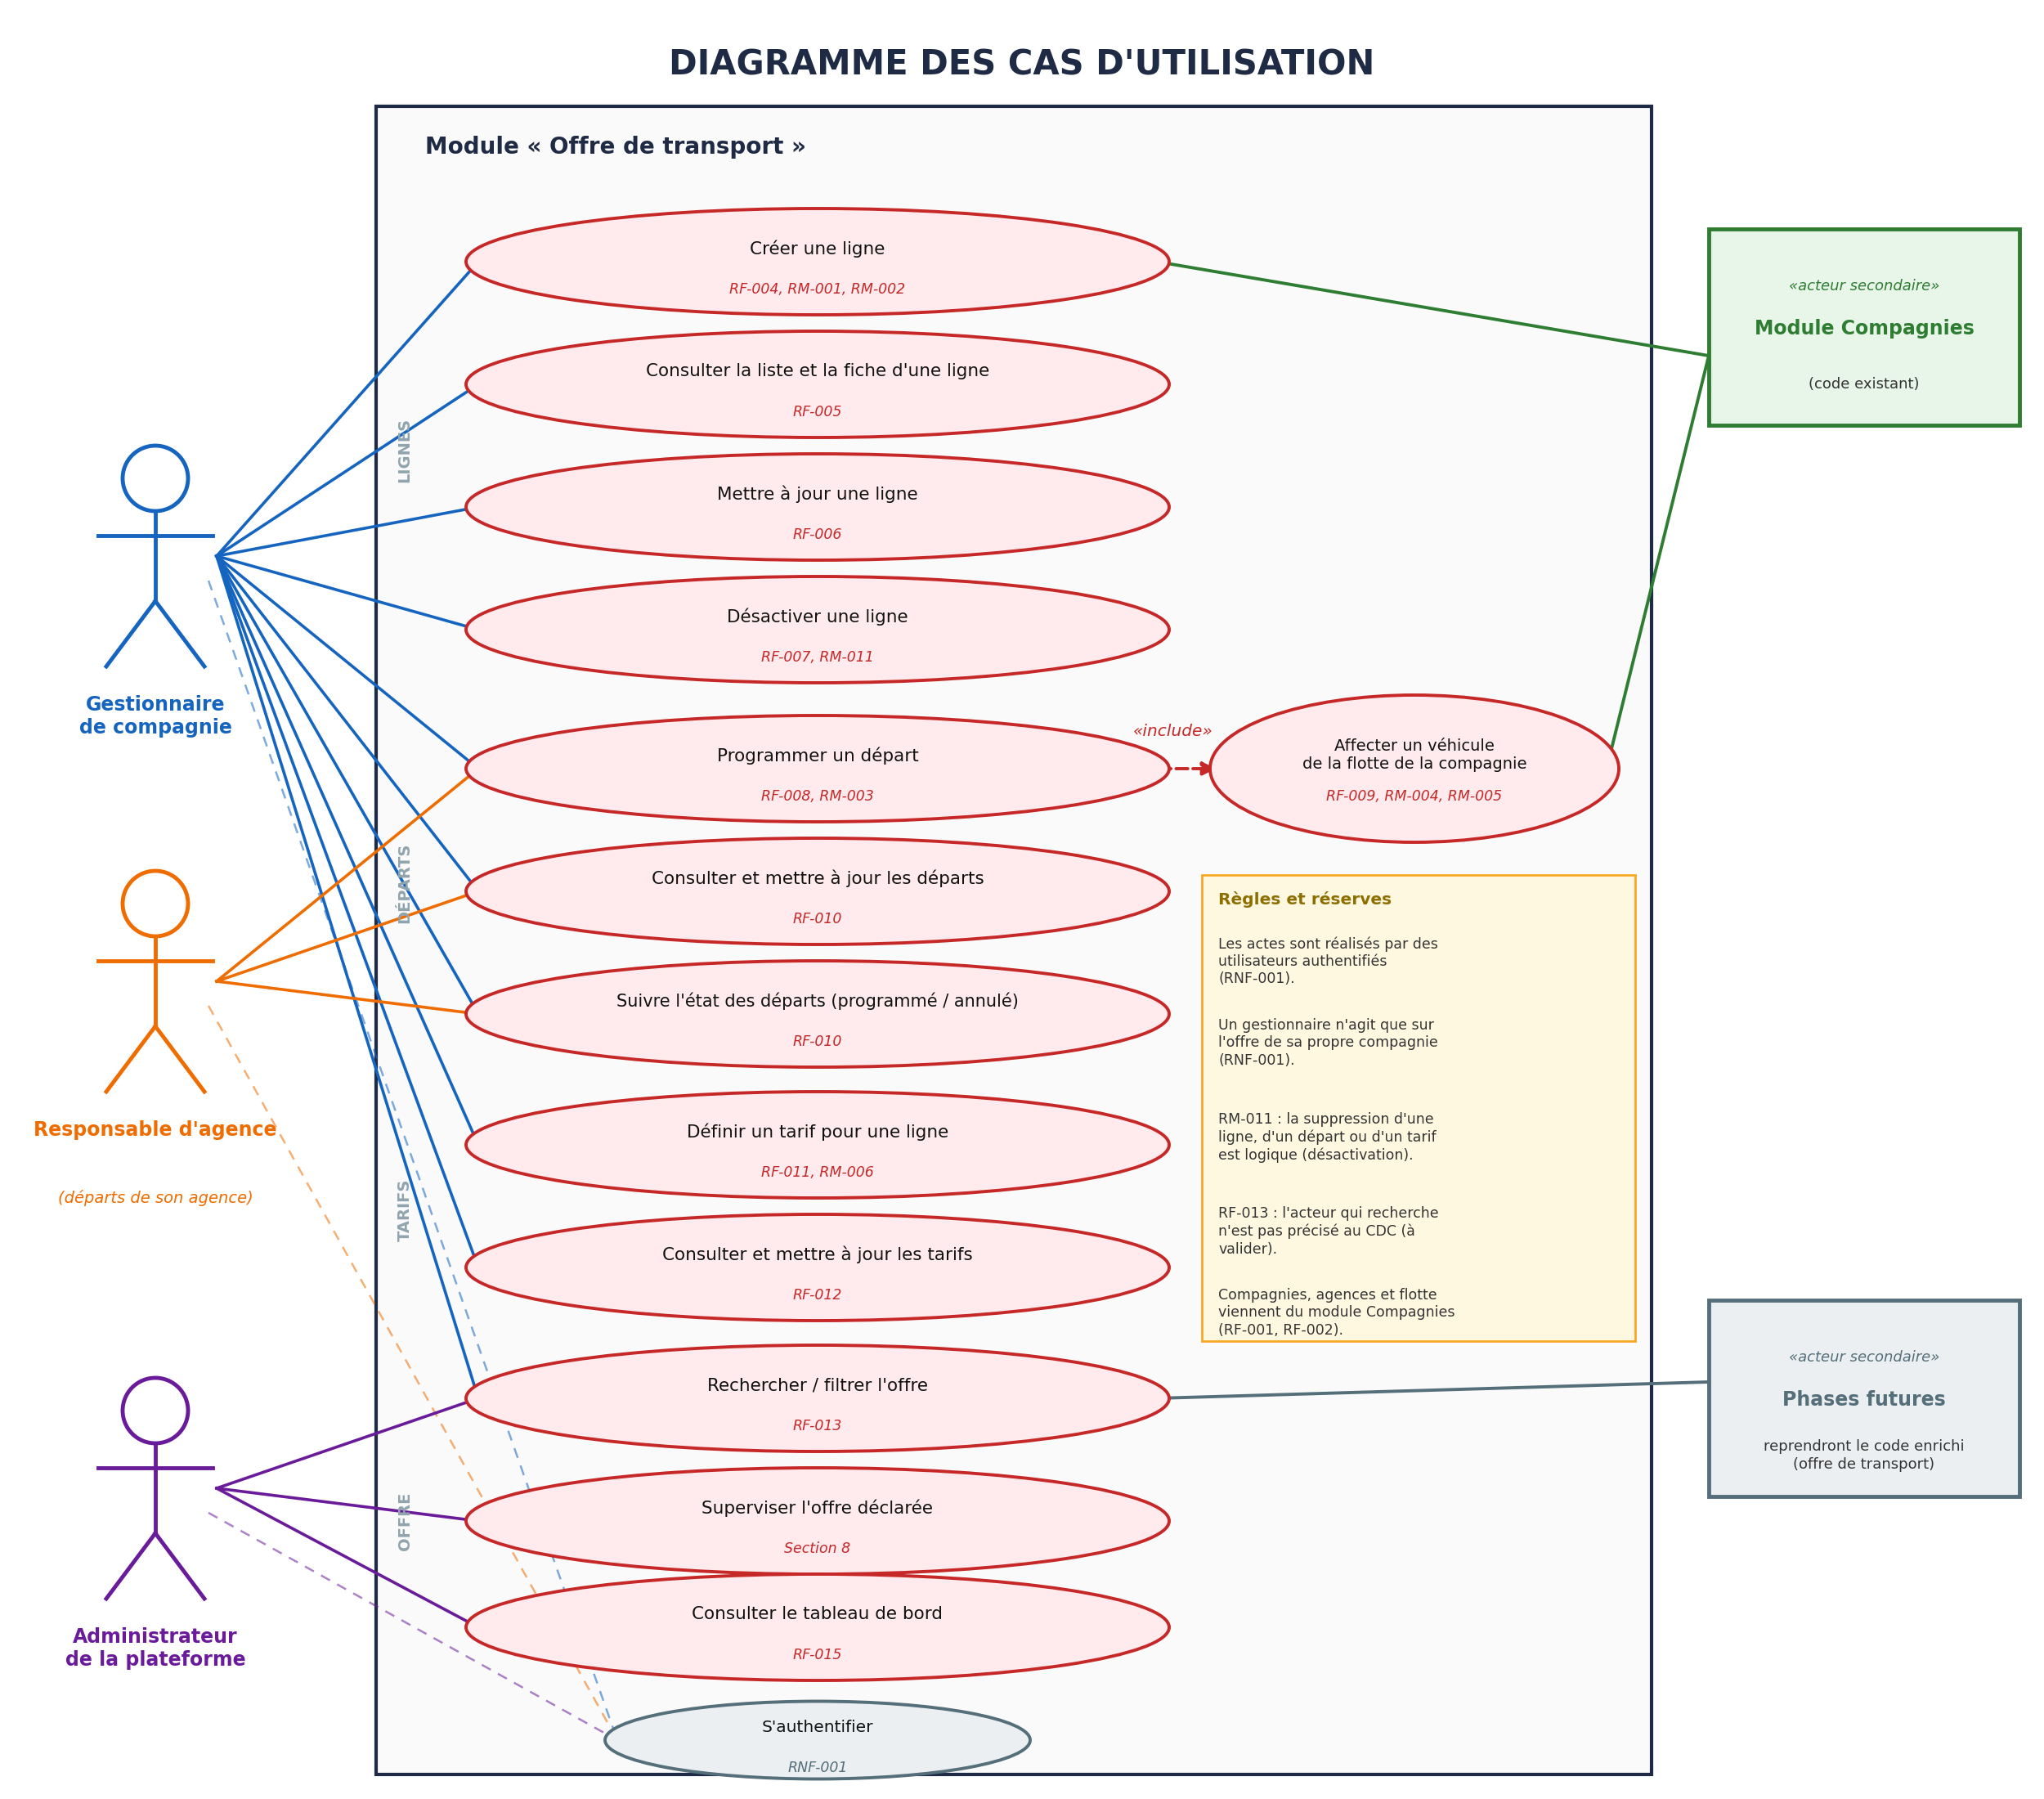 DIAGRAMME DES CAS D'UTILISATION
Module « Offre de transport »
Créer une ligne
RF-004, RM-001, RM-002
Consulter la liste et la fiche d'une ligne
RF-005
LIGNES
Mettre à jour une ligne
RF-006
Désactiver une ligne
RF-007, RM-011
Gestionnaire
de compagnie
Programmer un départ
RF-008, RM-003
«include»
Affecter un véhicule
de la flotte de la compagnie
RF-009, RM-004, RM-005
DÉPARTS
Consulter et mettre à jour les départs
RF-010
Suivre l'état des départs (programmé / annulé)
RF-010
Responsable d'agence
(départs de son agence)
TARIFS
Définir un tarif pour une ligne
RF-011, RM-006
Consulter et mettre à jour les tarifs
RF-012
Rechercher / filtrer l'offre
RF-013
OFFRE
Superviser l'offre déclarée
Section 8
Consulter le tableau de bord
RF-015
Administrateur
de la plateforme
S'authentifier
RNF-001
Règles et réserves
Les actes sont réalisés par des
utilisateurs authentifiés
(RNF-001).
Un gestionnaire n'agit que sur
l'offre de sa propre compagnie
(RNF-001).
RM-011 : la suppression d'une
ligne, d'un départ ou d'un tarif
est logique (désactivation).
RF-013 : l'acteur qui recherche
n'est pas précisé au CDC (à
valider).
Compagnies, agences et flotte
viennent du module Compagnies
(RF-001, RF-002).
«acteur secondaire»
Module Compagnies
(code existant)
«acteur secondaire»
Phases futures
reprendront le code enrichi
(offre de transport)